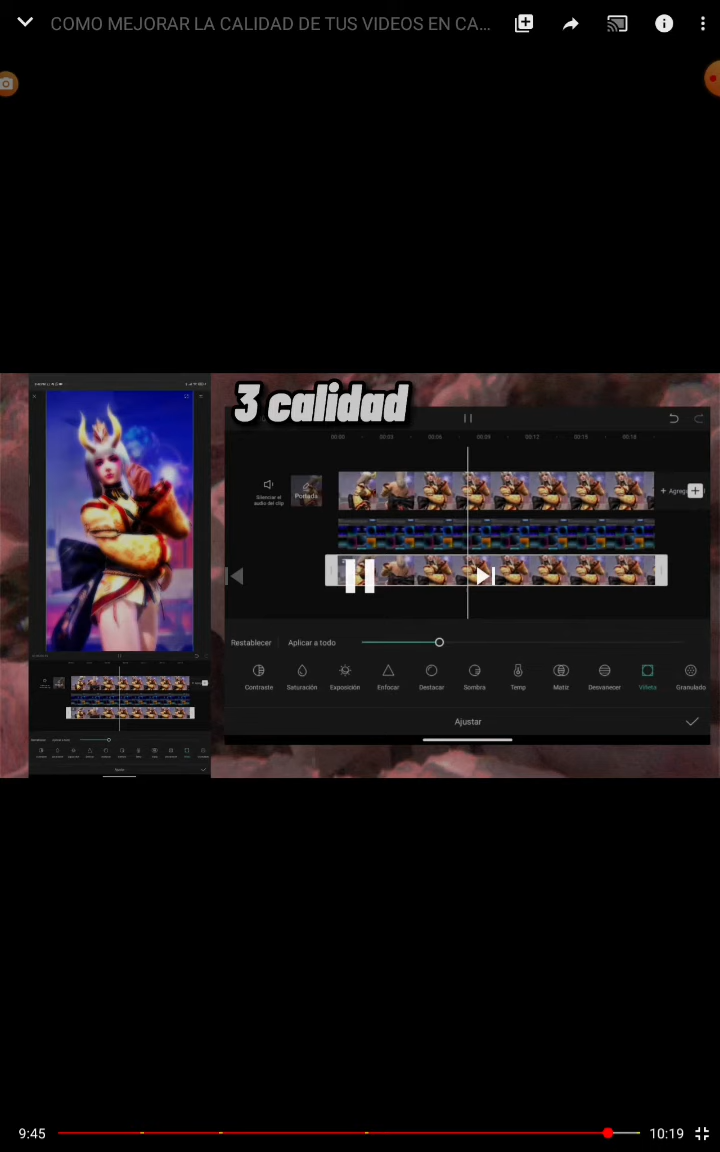 COMO MEJORAR LA CALIDAD DE TUS VIDEOS EN CA...
3 calidad
00:00 00:03 00:06 00:09 00:12 00:15 00:18
Silenciar el audio del clip
Portada
+ Agreg
Restablecer Aplicar a todo
Contraste Saturación Exposición Enfocar Destacar Sombra Temp Matiz Desvanecer Viñeta Granulado
Ajustar
9:45 10:19